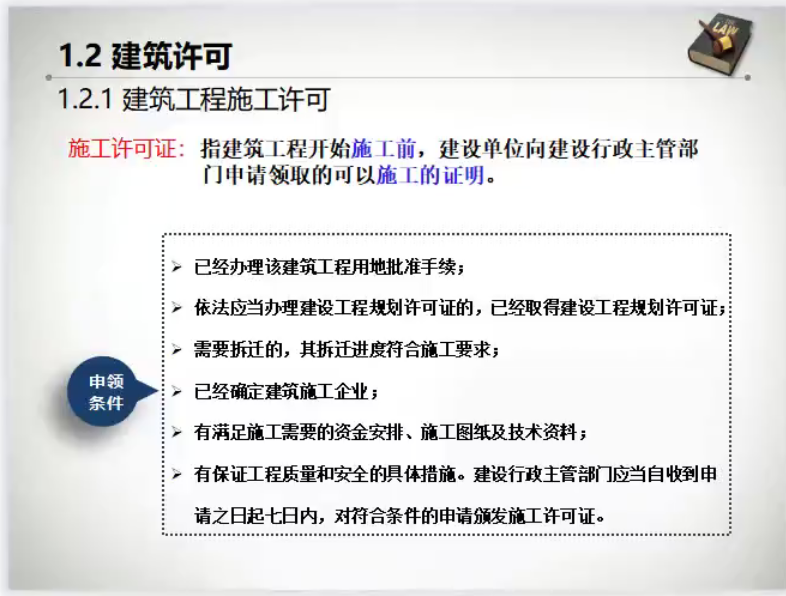 LAW
1.2 建筑许可
1.2.1 建筑工程施工许可
施工许可证：指建筑工程开始施工前，建设单位向建设行政主管部
门申请领取的可以施工的证明。
申领
条件
➢ 已经办理该建筑工程用地批准手续；
➢ 依法应当办理建设工程规划许可证的，已经取得建设工程规划许可证；
➢ 需要拆迁的，其拆迁进度符合施工要求；
➢ 已经确定建筑施工企业；
➢ 有满足施工需要的资金安排、施工图纸及技术资料；
➢ 有保证工程质量和安全的具体措施。建设行政主管部门应当自收到申
请之日起七日内，对符合条件的申请颁发施工许可证。